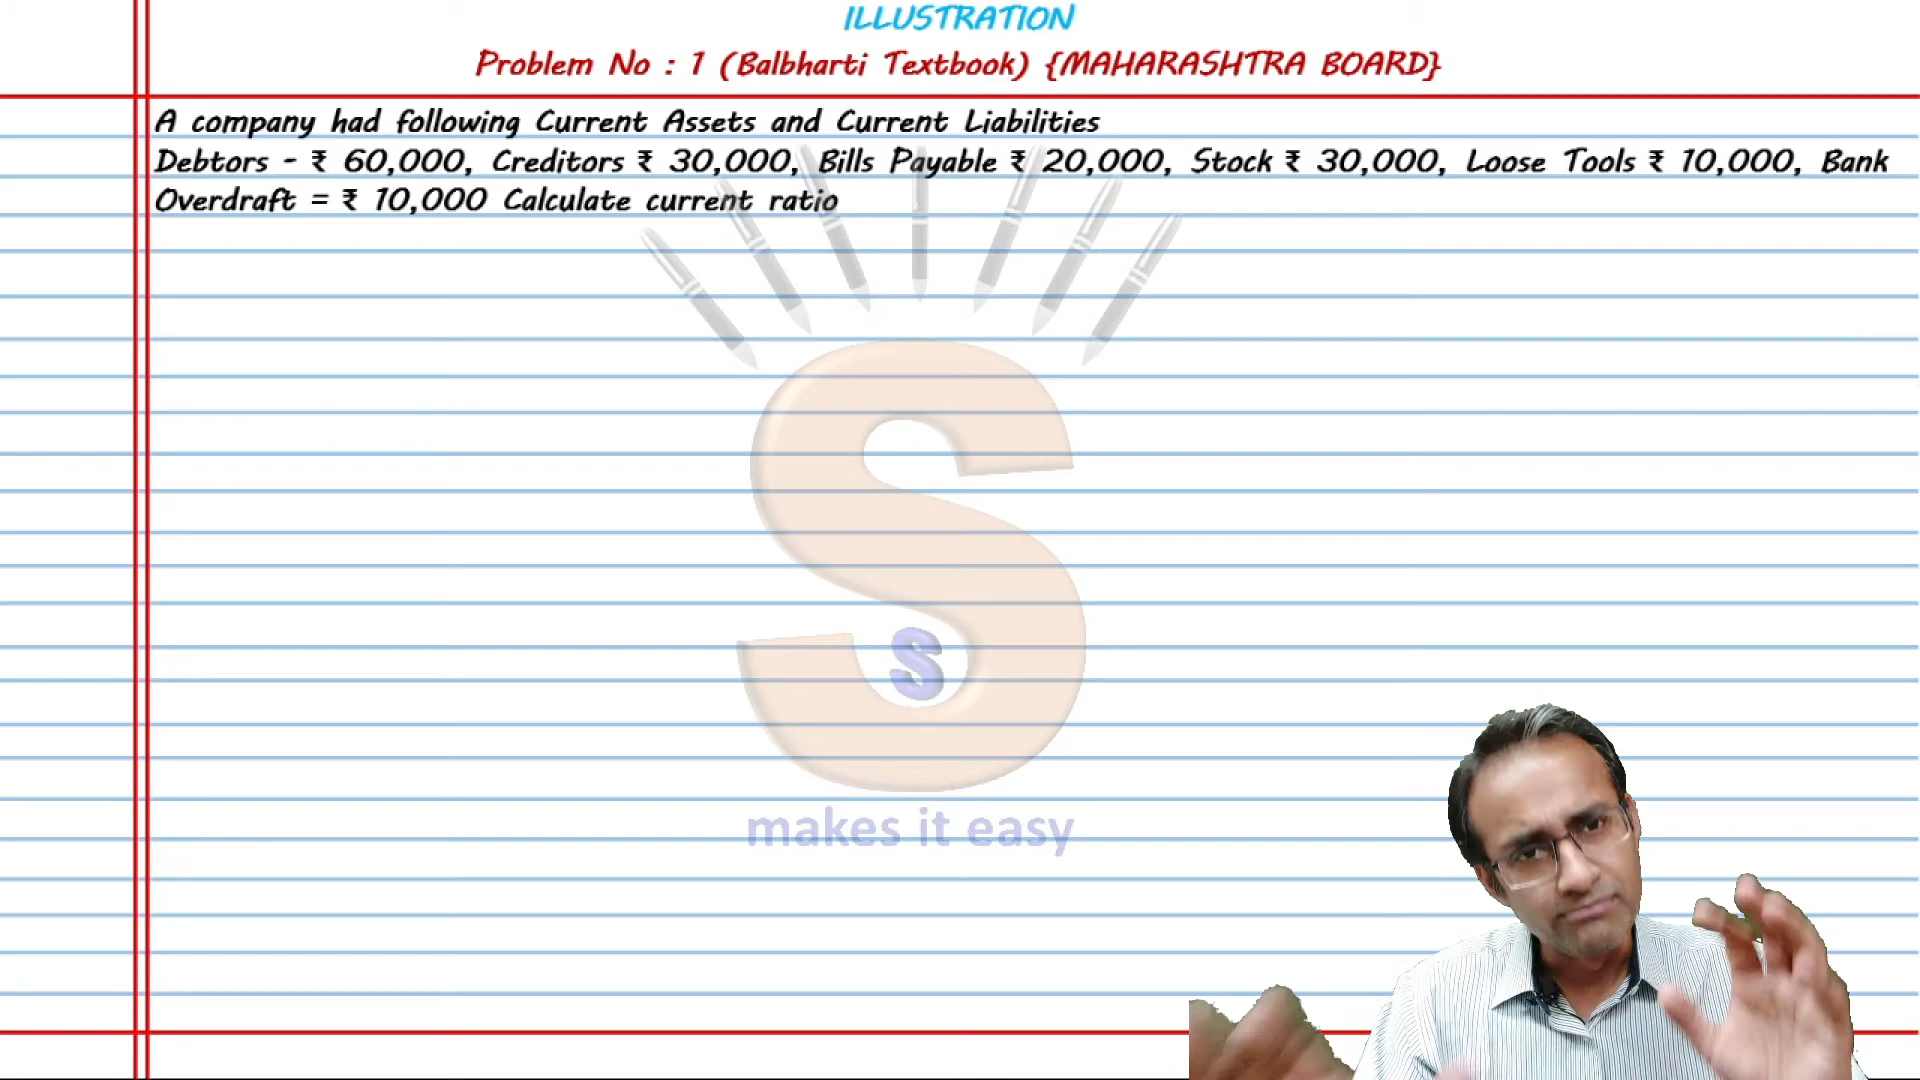 ILLUSTRATION
Problem No : 1 (Balbharti Textbook) {MAHARASHTRA BOARD}
A company had following Current Assets and Current Liabilities
Debtors - ₹ 60,000, Creditors ₹ 30,000, Bills Payable ₹ 20,000, Stock ₹ 30,000, Loose Tools ₹ 10,000, Bank
Overdraft = ₹ 10,000 Calculate current ratio
S
s
makes it easy